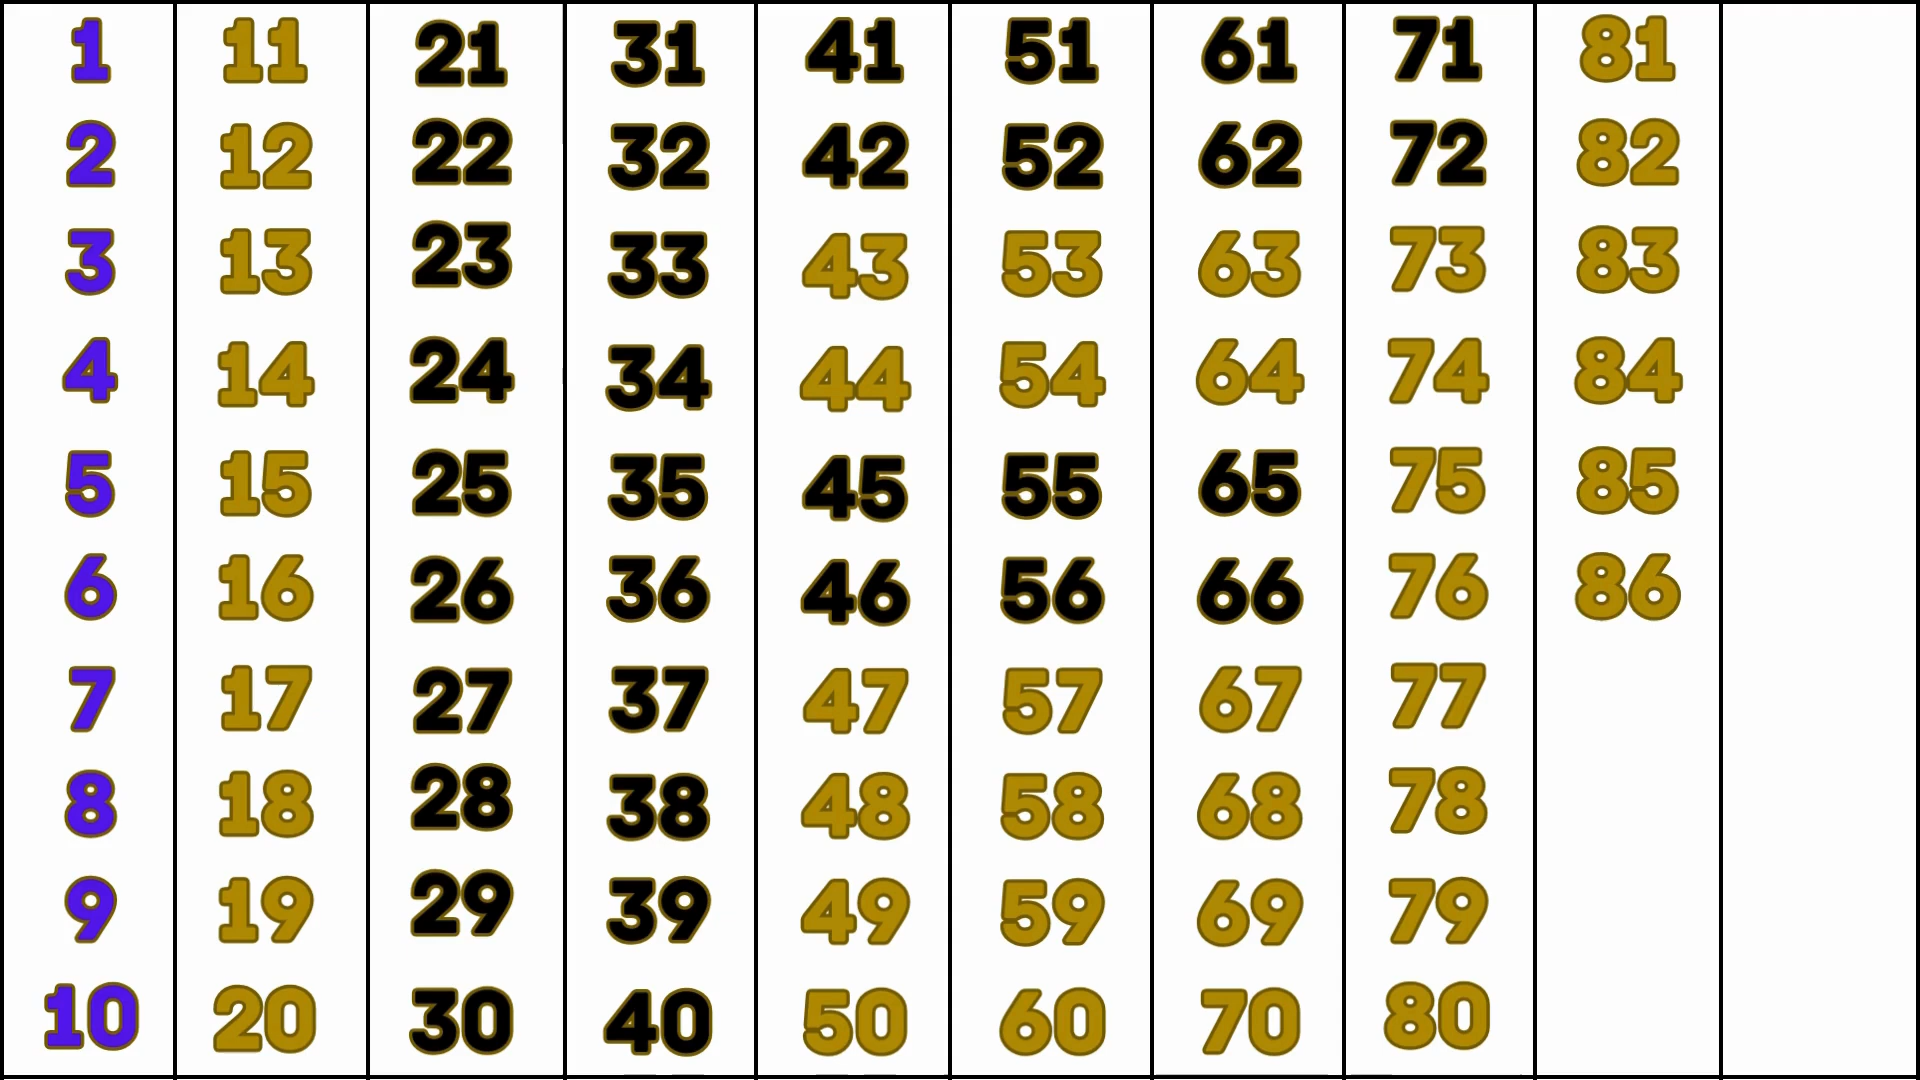 1 11 21 31 41 51 61 71 81
2 12 22 32 42 52 62 72 82
3 13 23 33 43 53 63 73 83
4 14 24 34 44 54 64 74 84
5 15 25 35 45 55 65 75 85
6 16 26 36 46 56 66 76 86
7 17 27 37 47 57 67 77
8 18 28 38 48 58 68 78
9 19 29 39 49 59 69 79
10 20 30 40 50 60 70 80